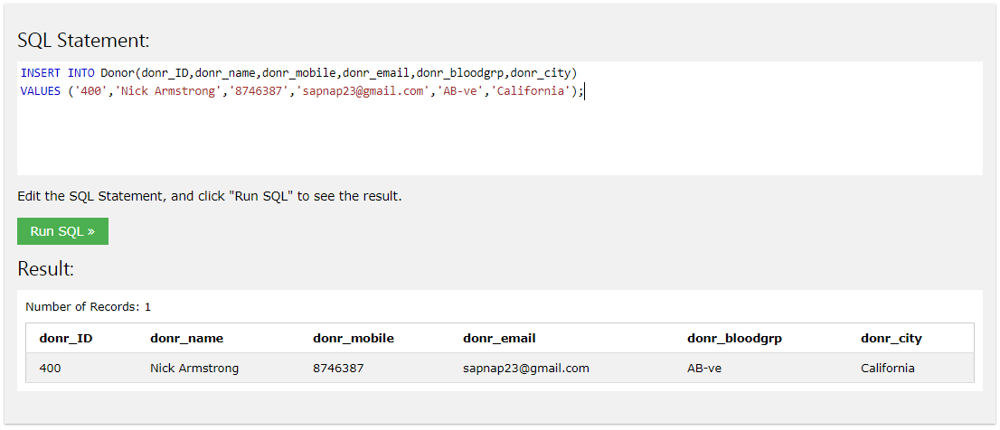 SQL Statement:
INSERT INTO Donor(donr_ID,donr_name,donr_mobile,donr_email,donr_bloodgrp,donr_city)
VALUES ('400','Nick Armstrong','8746387','sapnap23@gmail.com','AB-ve','California');
Edit the SQL Statement, and click "Run SQL" to see the result.
Run SQL »
Result:
Number of Records: 1
donr_ID donr_name donr_mobile donr_email donr_bloodgrp donr_city
400 Nick Armstrong 8746387 sapnap23@gmail.com AB-ve California